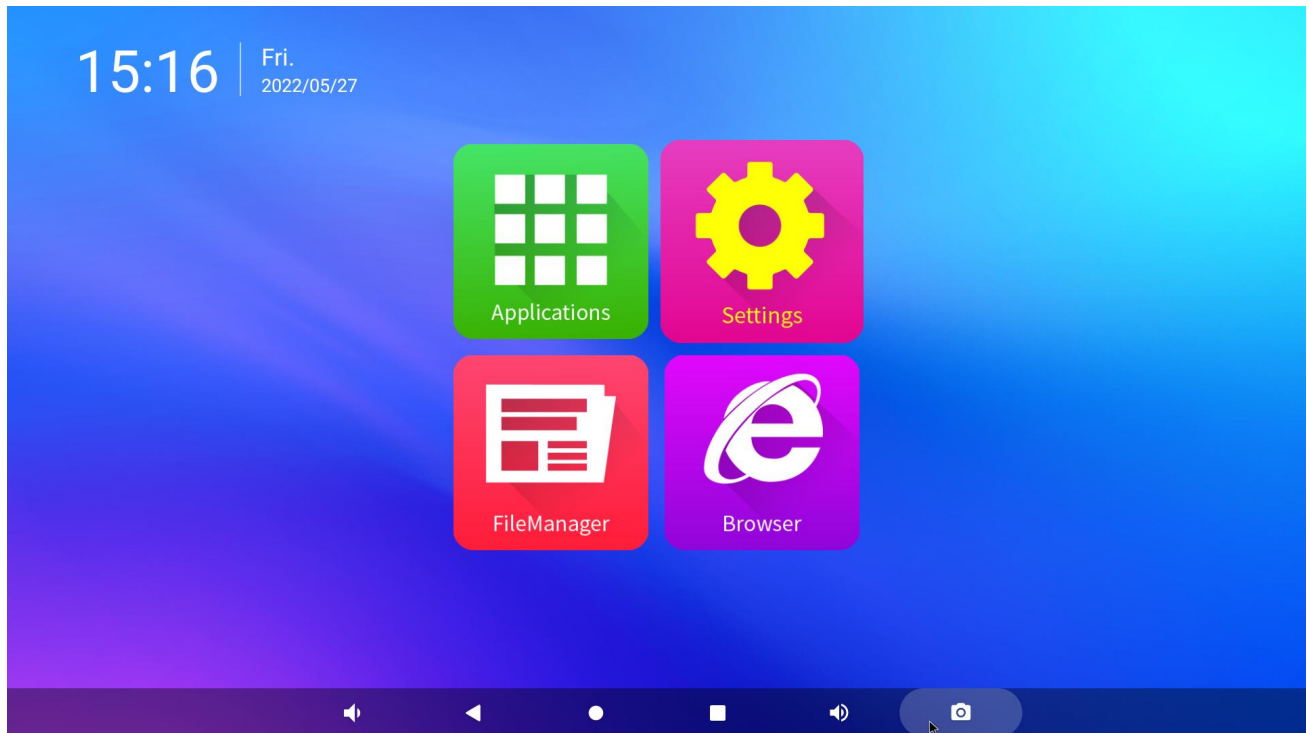 15:16
Fri.
2022/05/27
Applications
Settings
FileManager
Browser